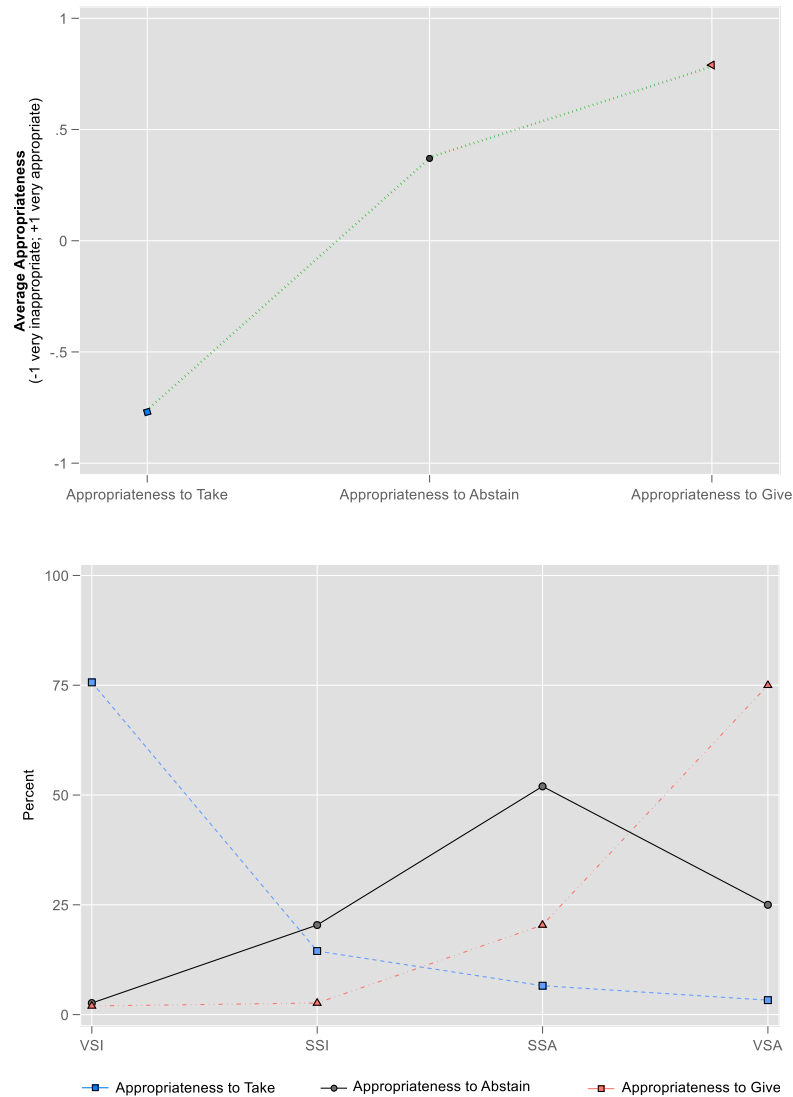 1
.5
0
-.5
-1
Average Appropriateness
(-1 very inappropriate; +1 very appropriate)
Appropriateness to Take
Appropriateness to Abstain
Appropriateness to Give
100
75
50
25
0
Percent
VSI
SSI
SSA
VSA
Appropriateness to Take
Appropriateness to Abstain
Appropriateness to Give